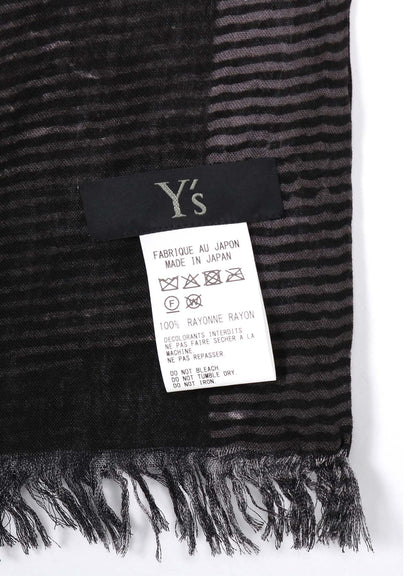 Y's
FABRIQUE AU JAPON
MADE IN JAPAN
F W
100% RAYONNE RAYON
DECOLORANTS INTERDITS
NE PAS FAIRE SECHER A LA
MACHINE
NE PAS REPASSER.
DO NOT BLEACH.
DO NOT TUMBLE DRY.
DO NOT IRON.